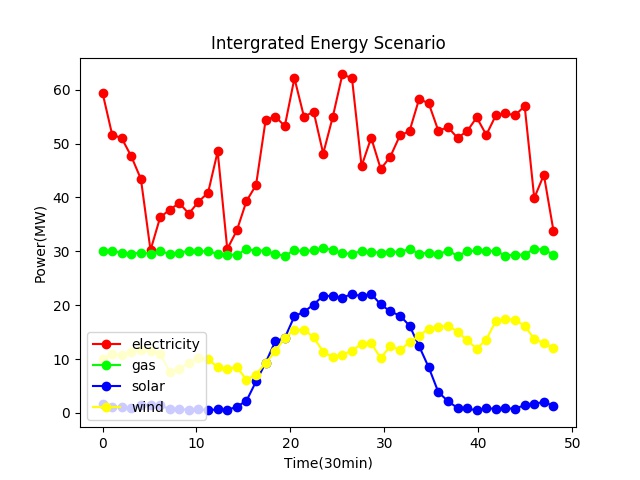 Intergrated Energy Scenario
Power(MW)
60
50
40
30
20
10
0
electricity
gas
solar
wind
0 10 20 30 40 50
Time(30min)